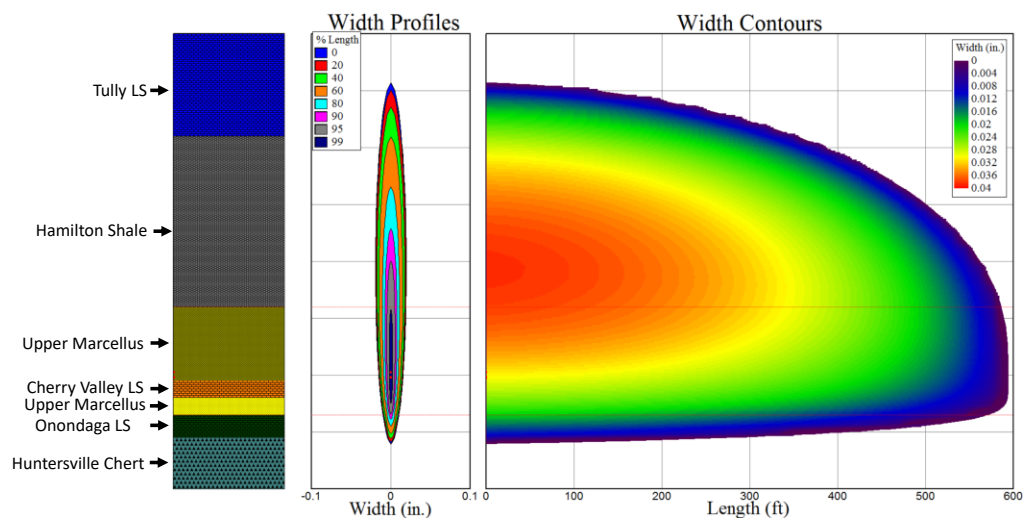 Width Profiles
Width Contours
% Length
0
20
40
60
80
90
95
99
Width (in.)
0
0.004
0.008
0.012
0.016
0.02
0.024
0.028
0.032
0.036
0.04
Tully LS
Hamilton Shale
Upper Marcellus
Cherry Valley LS
Upper Marcellus
Onondaga LS
Huntersville Chert
-0.1 0 0.1
Width (in.)
0 100 200 300 400 500 600
Length (ft)